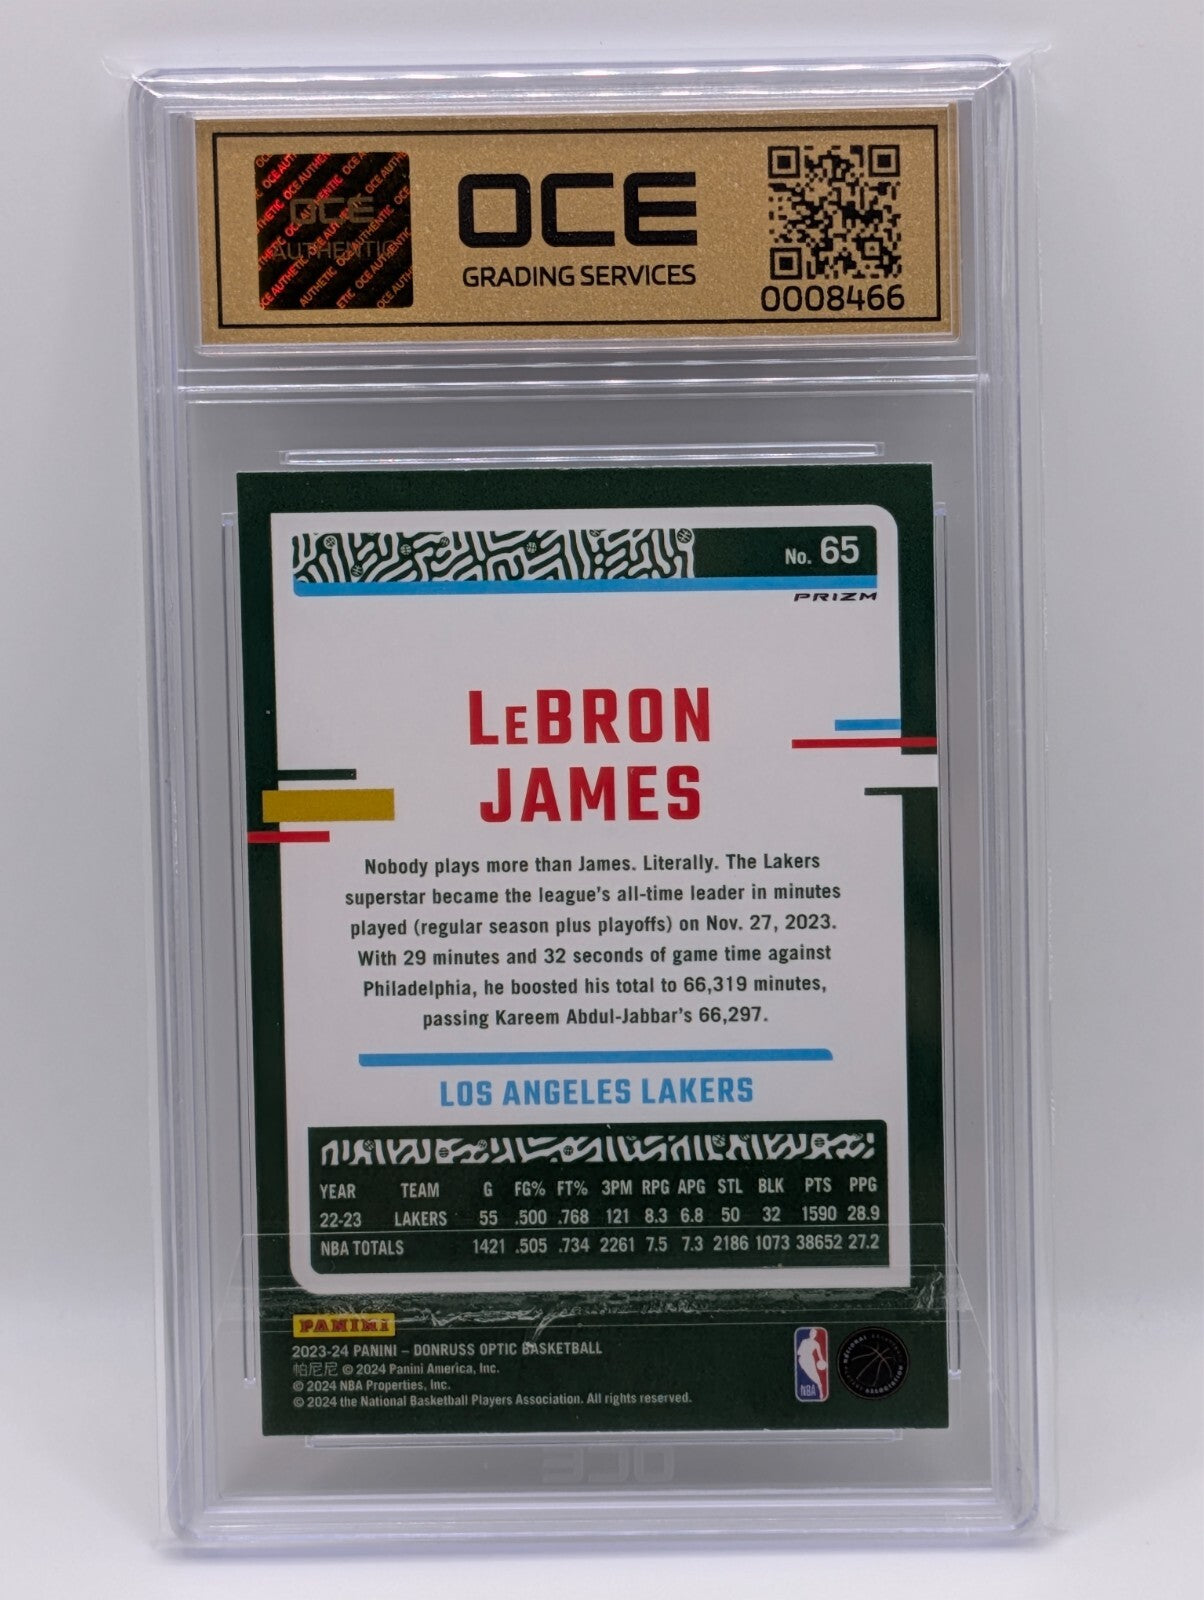 OCE
AUTHENTIC
OCE
GRADING SERVICES
0008466
No. 65
PRIZM
LeBRON
JAMES
Nobody plays more than James. Literally. The Lakers
superstar became the league's all-time leader in minutes
played (regular season plus playoffs) on Nov. 27, 2023.
With 29 minutes and 32 seconds of game time against
Philadelphia, he boosted his total to 66,319 minutes,
passing Kareem Abdul-Jabbar's 66,297.
LOS ANGELES LAKERS
YEAR TEAM G FG% FT% 3PM RPG APG STL BLK PTS PPG
22-23 LAKERS 55 .500 .768 121 8.3 6.8 50 32 1590 28.9
NBA TOTALS 1421 .505 .734 2261 7.5 7.3 2186 1073 38652 27.2
PANINI
2023-24 PANINI – DONRUSS OPTIC BASKETBALL
帕尼尼 © 2024 Panini America, Inc.
© 2024 NBA Properties, Inc.
© 2024 the National Basketball Players Association. All rights reserved.
NBA
OCE